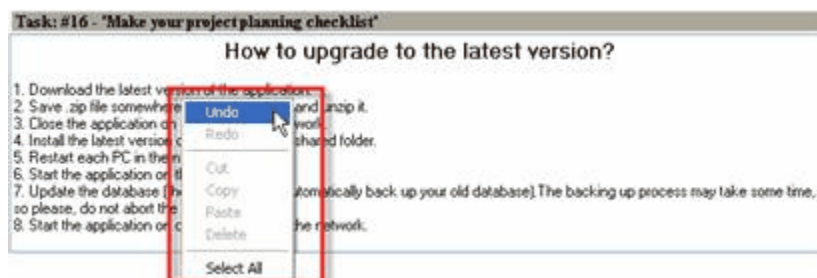 Task: #16 - "Make your project planning checklist"
How to upgrade to the latest version?
1. Download the latest version of the application.
2. Save .zip file somewhere and unzip it.
3. Close the application on
4. Install the latest version shared folder.
5. Restart each PC in the
6. Start the application on
7. Update the database automatically back up your old database).The backing up process may take some time,
so please, do not abort the
8. Start the application on the network.
Undo
Redo
Cut
Copy
Paste
Delete
Select All